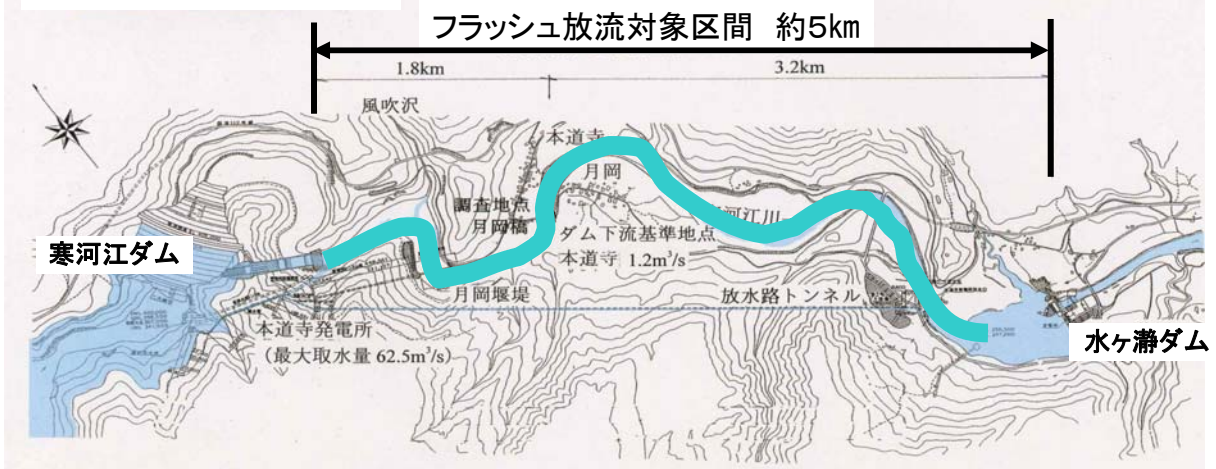 フラッシュ放流対象区間 約5km
1.8km
3.2km
風吹沢
本道寺
月岡
調査地点
月岡橋
河江川
ダム下流基準地点
本道寺 1.2m³/s
寒河江ダム
月岡堰堤
放水路トンネル
本道寺発電所
(最大取水量 62.5m³/s)
水ヶ瀞ダム